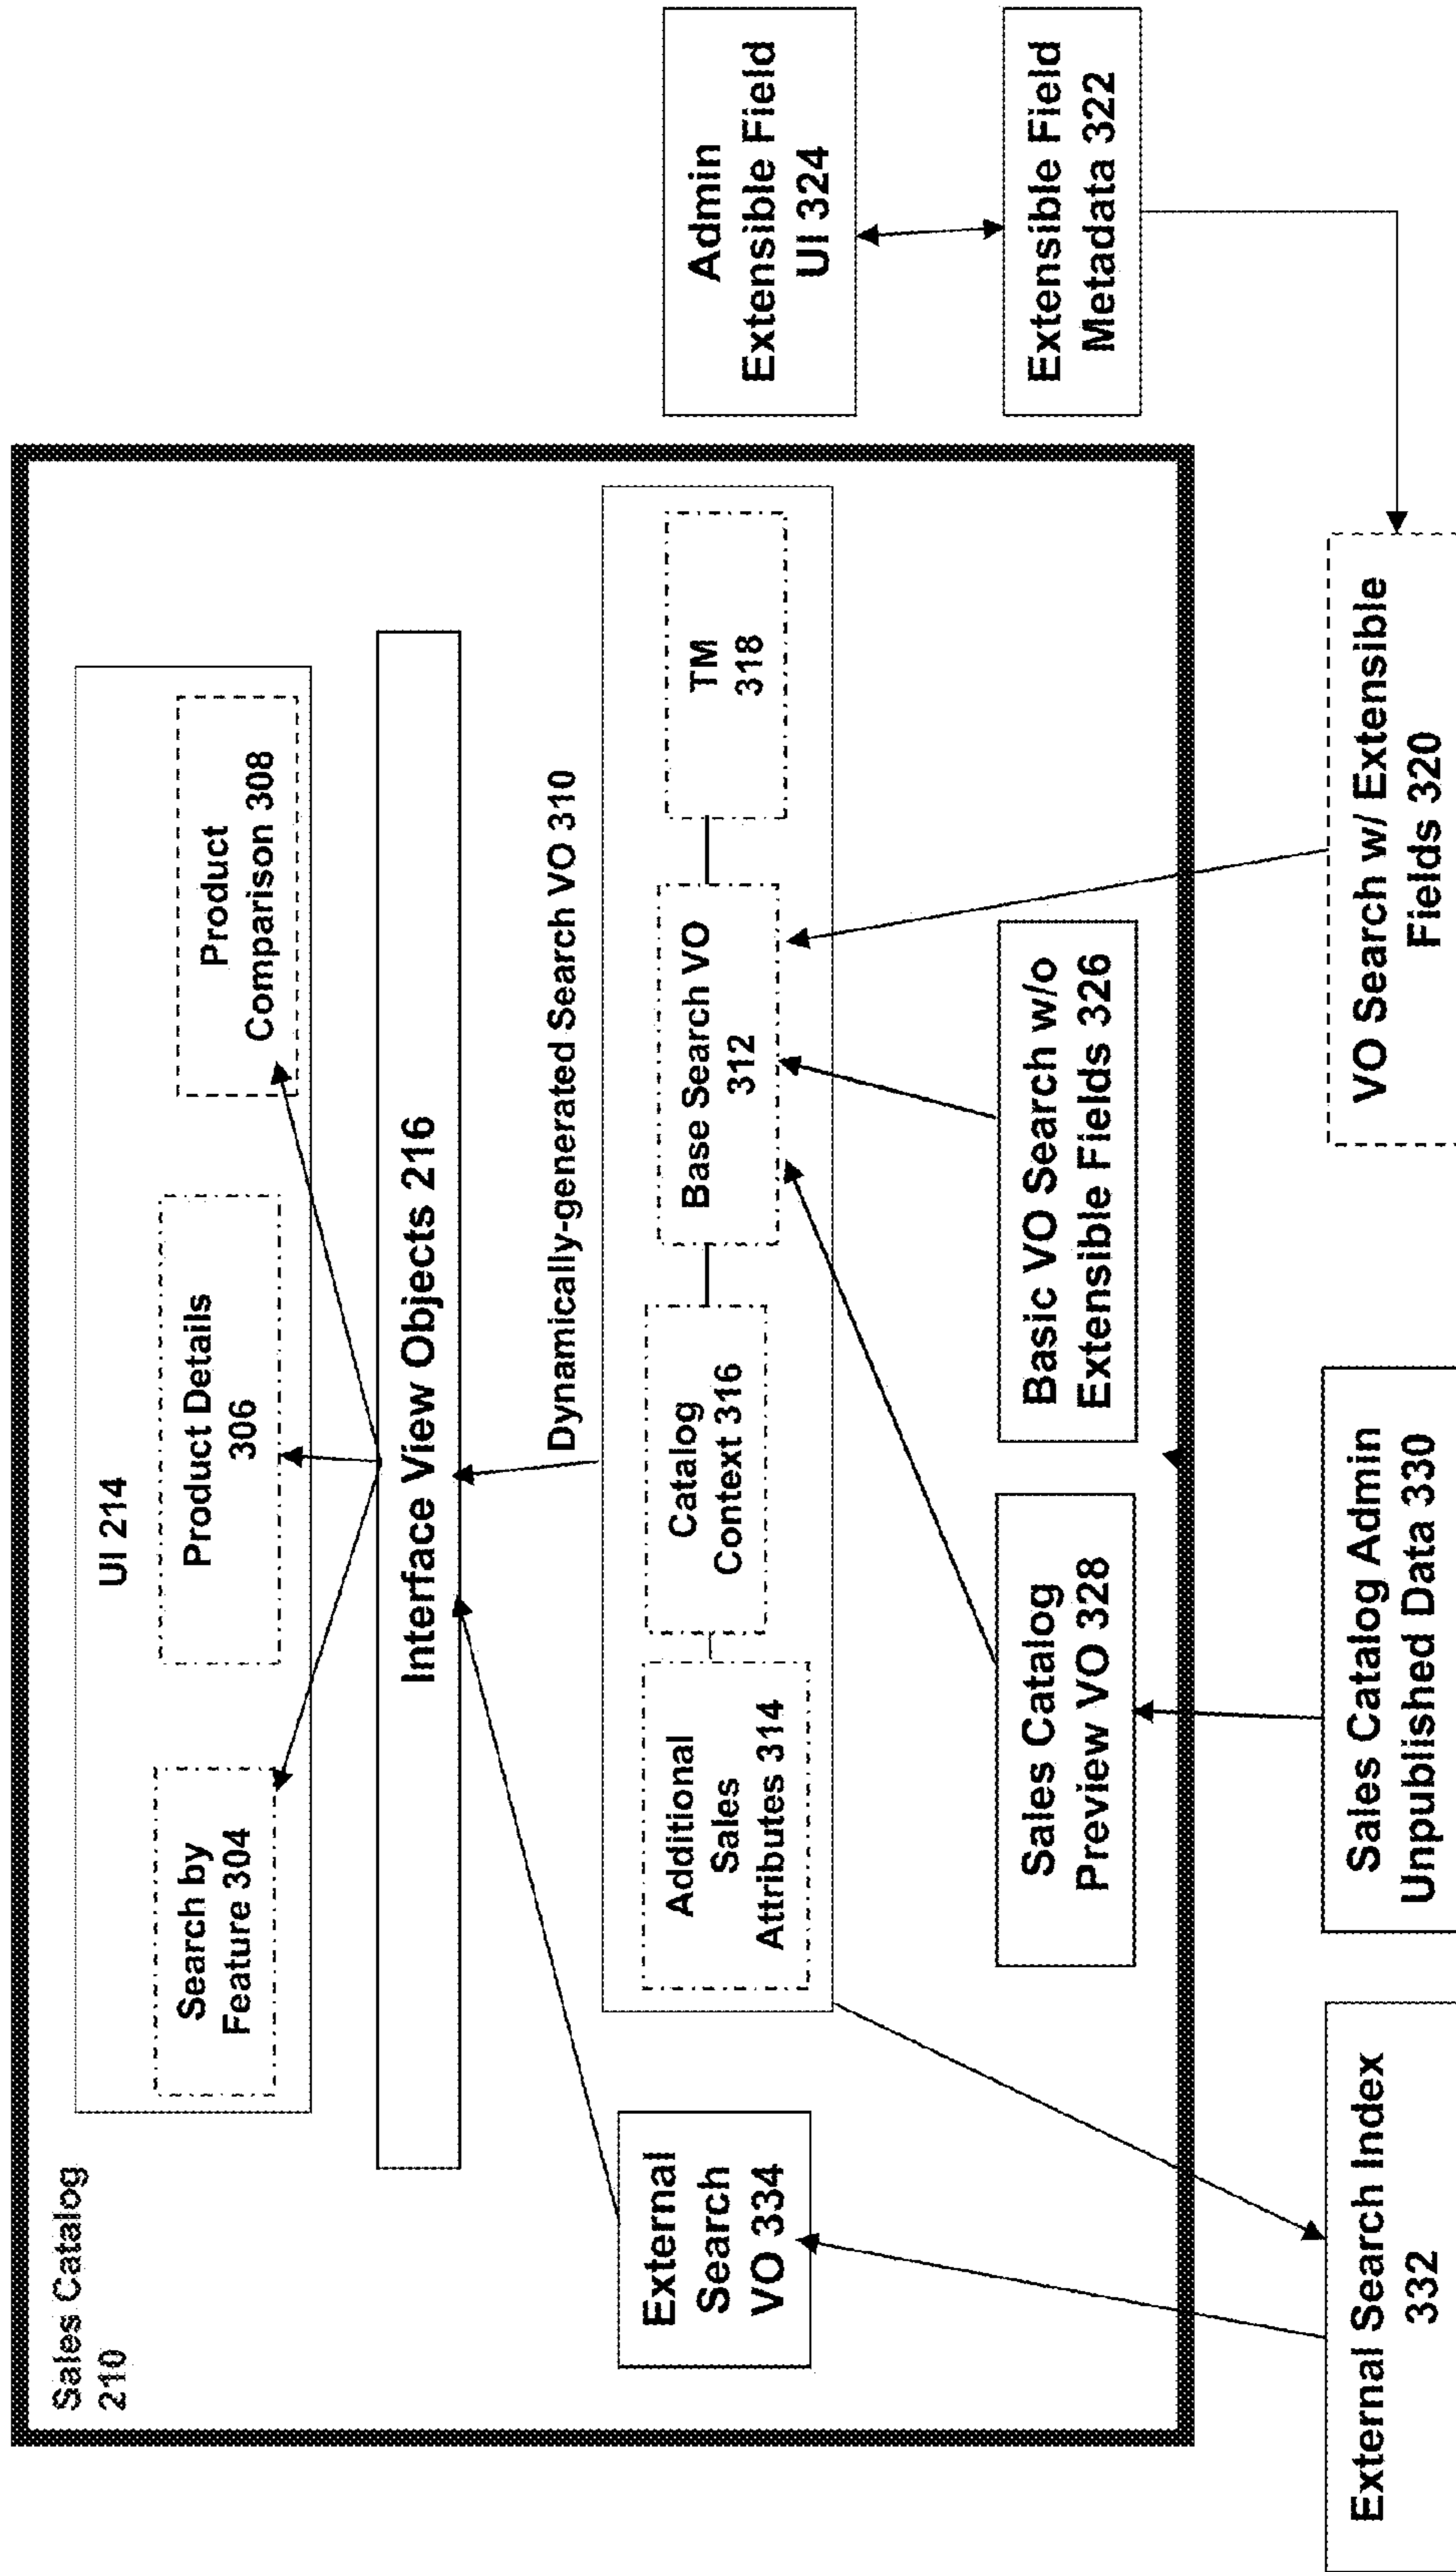 Sales Catalog
210
UI 214
Search by
Feature 304
Product Details
306
Product
Comparison 308
Interface View Objects 216
Dynamically-generated Search VO 310
External
Search
VO 334
Additional
Sales
Attributes 314
Catalog
Context 316
Base Search VO
312
TM
318
Admin
Extensible Field
UI 324
Sales Catalog
Preview VO 328
Basic VO Search w/o
Extensible Fields 326
Extensible Field
Metadata 322
External Search Index
332
Sales Catalog Admin
Unpublished Data 330
VO Search w/ Extensible
Fields 320